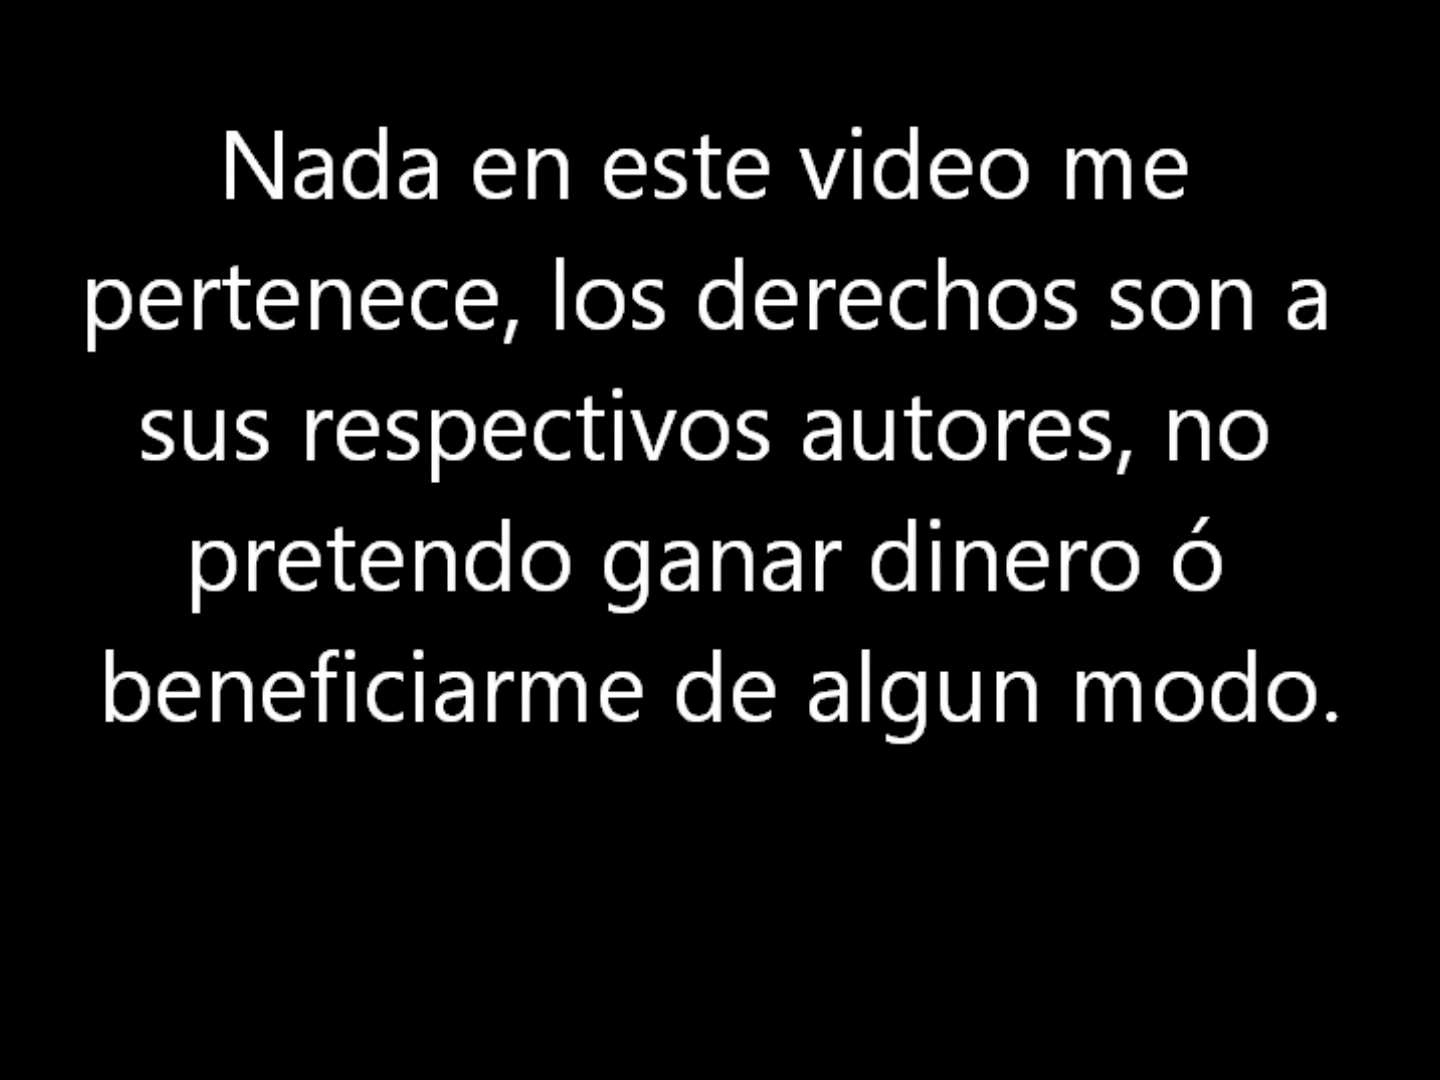 Nada en este video me
pertenece, los derechos son a
sus respectivos autores, no
pretendo ganar dinero ó
beneficiarme de algun modo.